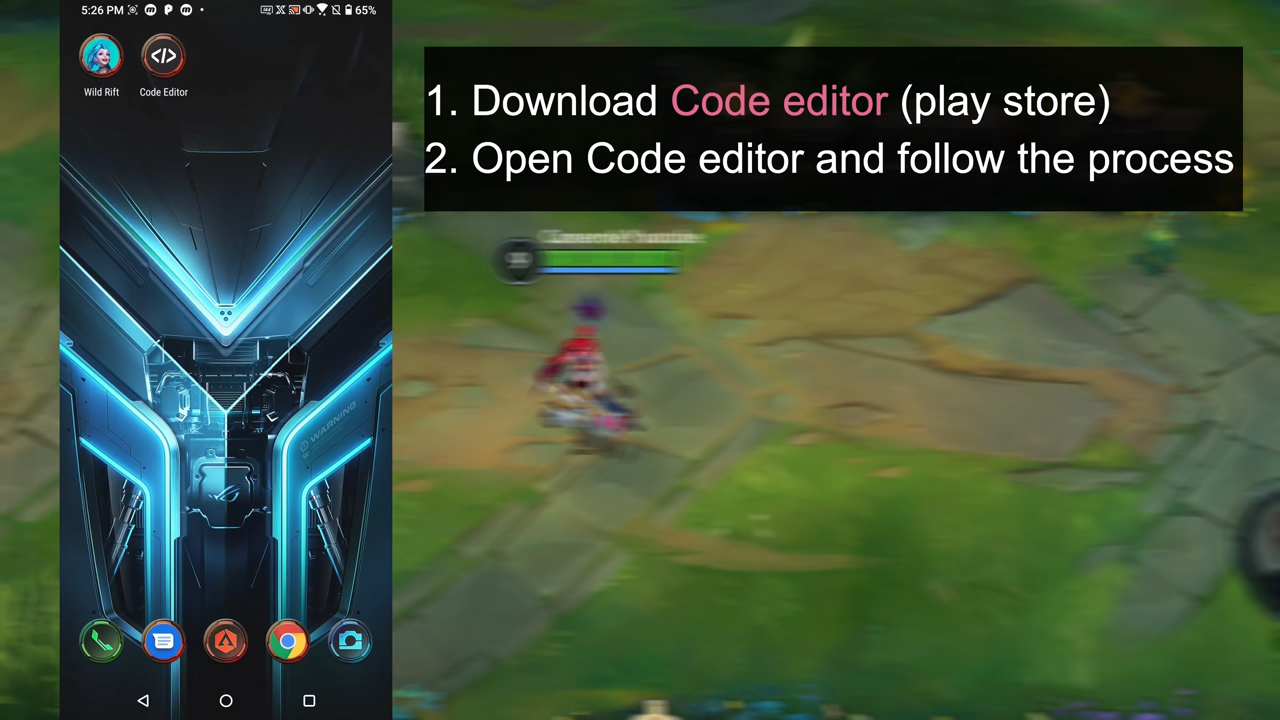 5:26 PM
65%
Wild Rift
Code Editor
1. Download Code editor (play store)
2. Open Code editor and follow the process
WARNING